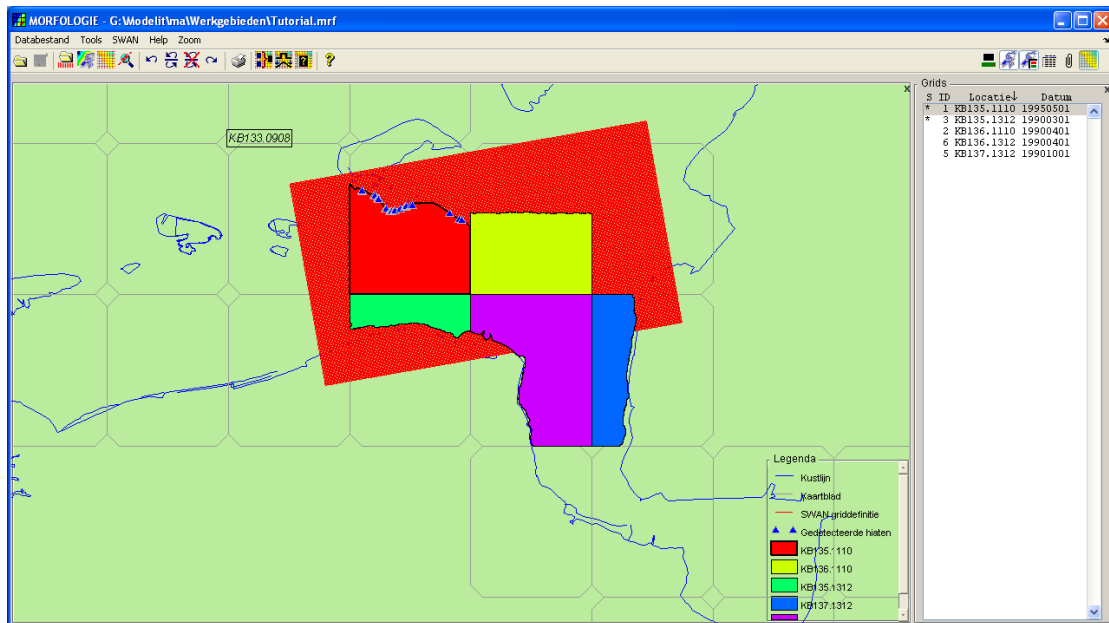 MORFOLOGIE - G:\Modelit\ma\Werkgebieden\Tutorial.mrf
Databestand Tools SWAN Help Zoom
Grids
S ID Locatie↓ Datum
* 1 KB135.1110 19950501
* 3 KB135.1312 19900301
2 KB136.1110 19900401
6 KB136.1312 19900401
5 KB137.1312 19901001
KB133.0908
Legenda
Kustlijn
Kaartblad
SWAN griddefinitie
Gedetecteerde hiaten
KB135.1110
KB136.1110
KB135.1312
KB137.1312